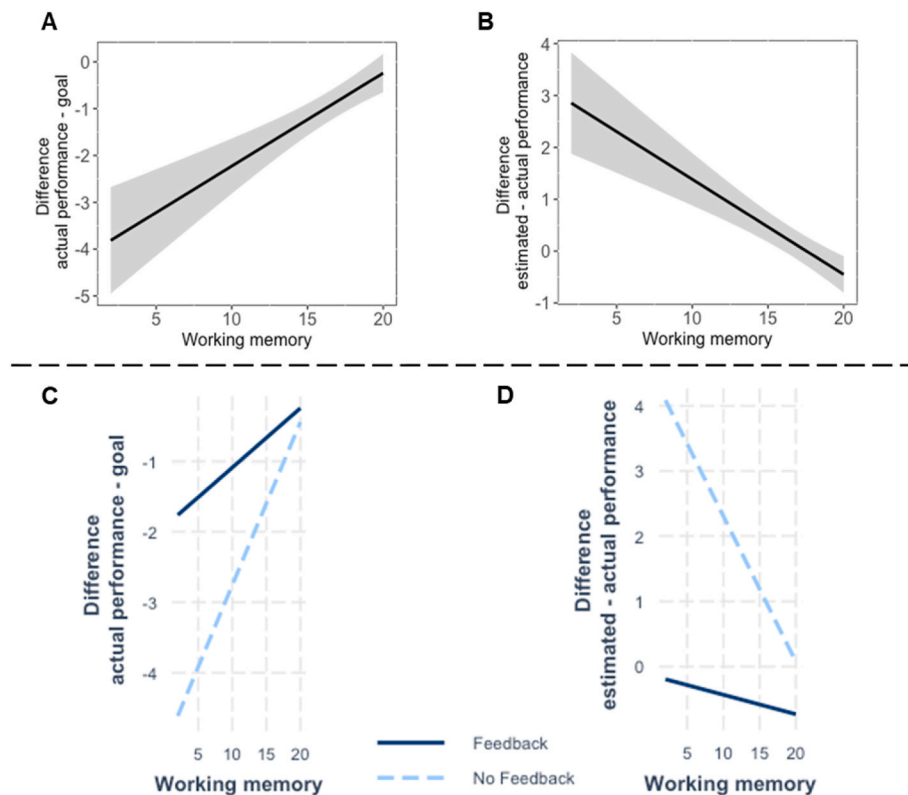 A
Difference
actual performance - goal
0
-1
-2
-3
-4
-5
5
10
15
20
Working memory
B
Difference
estimated - actual performance
4
3
2
1
0
-1
5
10
15
20
Working memory
C
Difference
actual performance - goal
-1
-2
-3
-4
5
10
15
20
Working memory
D
Difference
estimated - actual performance
4
3
2
1
0
5
10
15
20
Working memory
Feedback
No Feedback